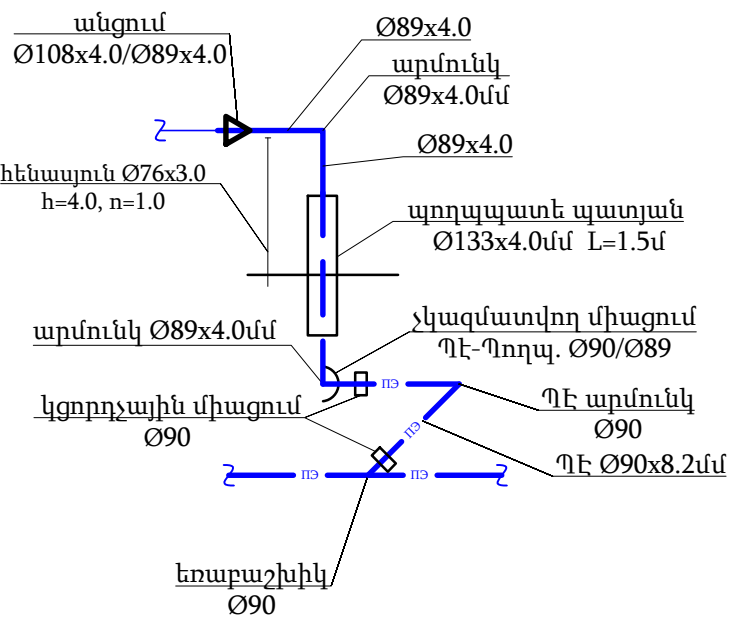 անցում
Ø108x4.0/Ø89x4.0
Ø89x4.0
արմունկ
Ø89x4.0մմ
Ø89x4.0
հենասյուն Ø76x3.0
h=4.0, n=1.0
պողպպատե պատյան
Ø133x4.0մմ L=1.5մ
արմունկ Ø89x4.0մմ
չկազմատվող միացում
ՊԷ-Պողպ. Ø90/Ø89
կցորդչային միացում
Ø90
ПЭ
ՊԷ արմունկ
Ø90
ПЭ
ՊԷ Ø90x8.2մմ
ПЭ
ПЭ
եռաբաշխիկ
Ø90